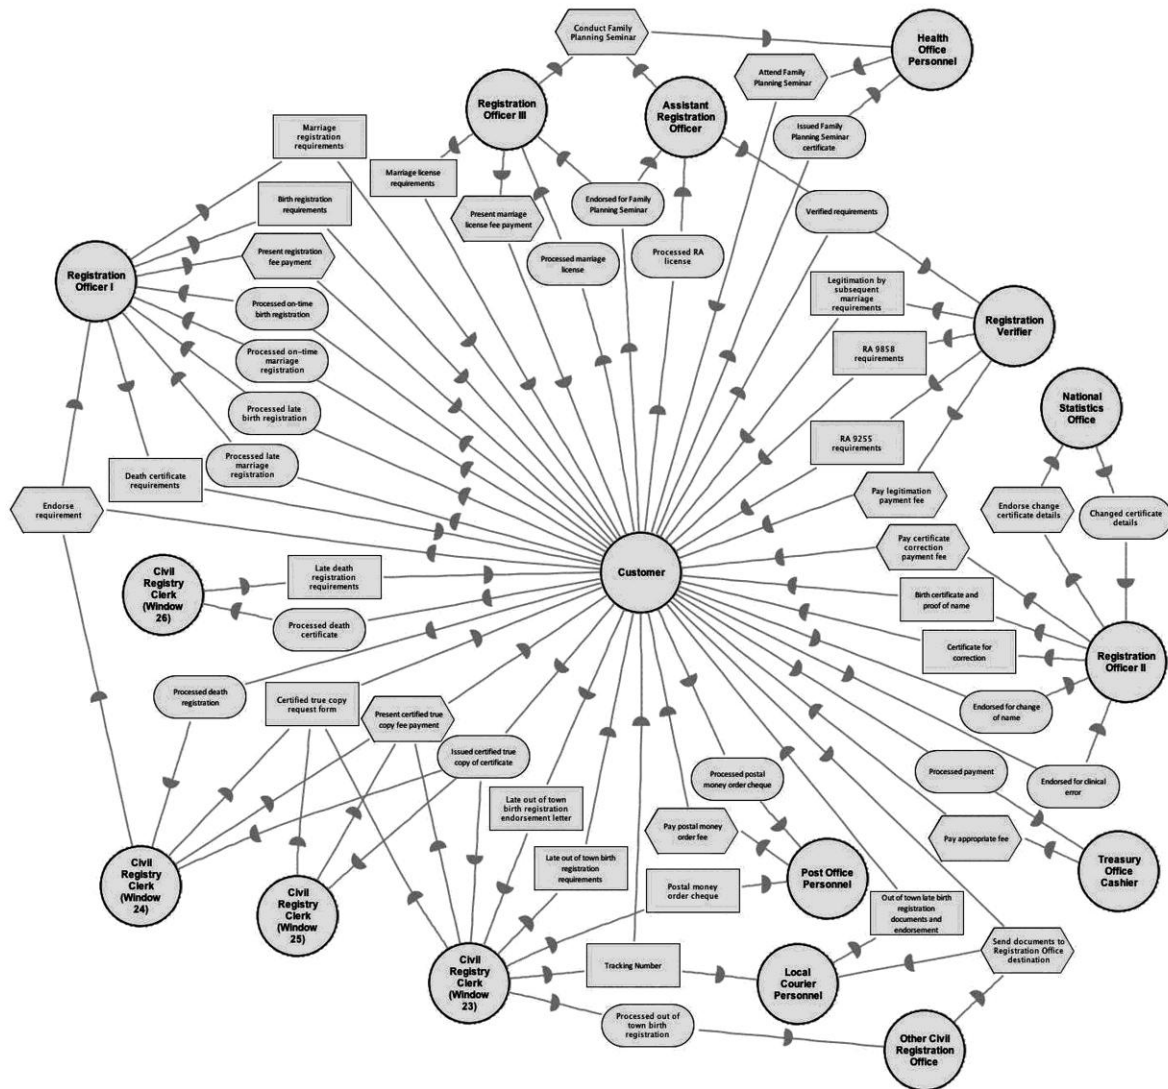 Conduct Family
Planning Seminar
Health
Office
Personnel
Attend Family
Planning Seminar
Registration
Officer III
Assistant
Registration
Officer
Marriage
registration
requirements
Issued Family
Planning Seminar
certificate
Marriage license
requirements
Birth registration
requirements
Present marriage
license fee payment
Endorsed for Family
Planning Seminar
Verified requirements
Present registration
fee payment
Processed marriage
license
Processed RA
license
Registration
Officer I
Legitimation by
subsequent
marriage
requirements
Processed on-time
birth registration
Registration
Verifier
Processed on-time
marriage
registration
RA 9858
requirements
National
Statistics
Office
Processed late
birth registration
RA 9255
requirements
Processed late
marriage
registration
Death certificate
requirements
Pay legitimation
payment fee
Endorse
requirement
Endorse change
certificate details
Changed certificate
details
Pay certificate
correction
payment fee
Customer
Civil
Registry
Clerk
(Window
26)
Late death
registration
requirements
Birth certificate and
proof of name
Processed death
certificate
Certificate for
correction
Registration
Officer II
Processed death
registration
Certified true copy
request form
Present certified true
copy fee payment
Endorsed for change
of name
Issued certified true
copy of certificate
Processed payment
Processed postal
money order cheque
Endorsed for clinical
error
Late out of town
birth registration
endorsement letter
Pay postal money
order fee
Pay appropriate fee
Late out of town birth
registration
requirements
Civil
Registry
Clerk
(Window
24)
Civil
Registry
Clerk
(Window
25)
Postal money
order cheque
Post Office
Personnel
Treasury
Office
Cashier
Out of town late birth
registration
documents and
endorsement
Send documents to
Registration Office
destination
Civil
Registry
Clerk
(Window
23)
Tracking Number
Local
Courier
Personnel
Processed out of
town birth
registration
Other Civil
Registration
Office